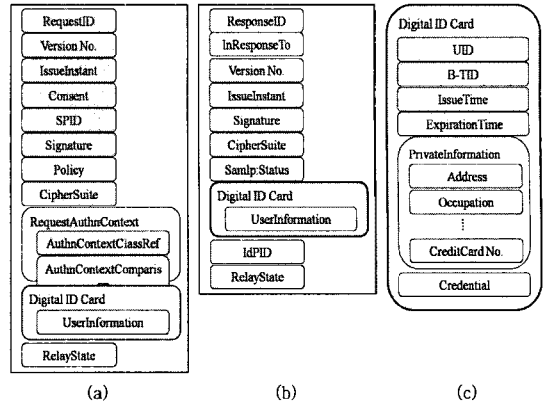 RequestID
Version No.
IssueInstant
Consent
SPID
Signature
Policy
CipherSuite
RequestAuthnContext
AuthnContextClassRef
AuthnContextComparis
Digital ID Card
UserInformation
RelayState
(a)
ResponseID
InResponseTo
Version No.
IssueInstant
Signature
CipherSuite
Samlp:Status
Digital ID Card
UserInformation
IdPID
RelayState
(b)
Digital ID Card
UID
B-TID
IssueTime
ExpirationTime
PrivateInformation
Address
Occupation
⋮
CreditCard No.
Credential
(c)